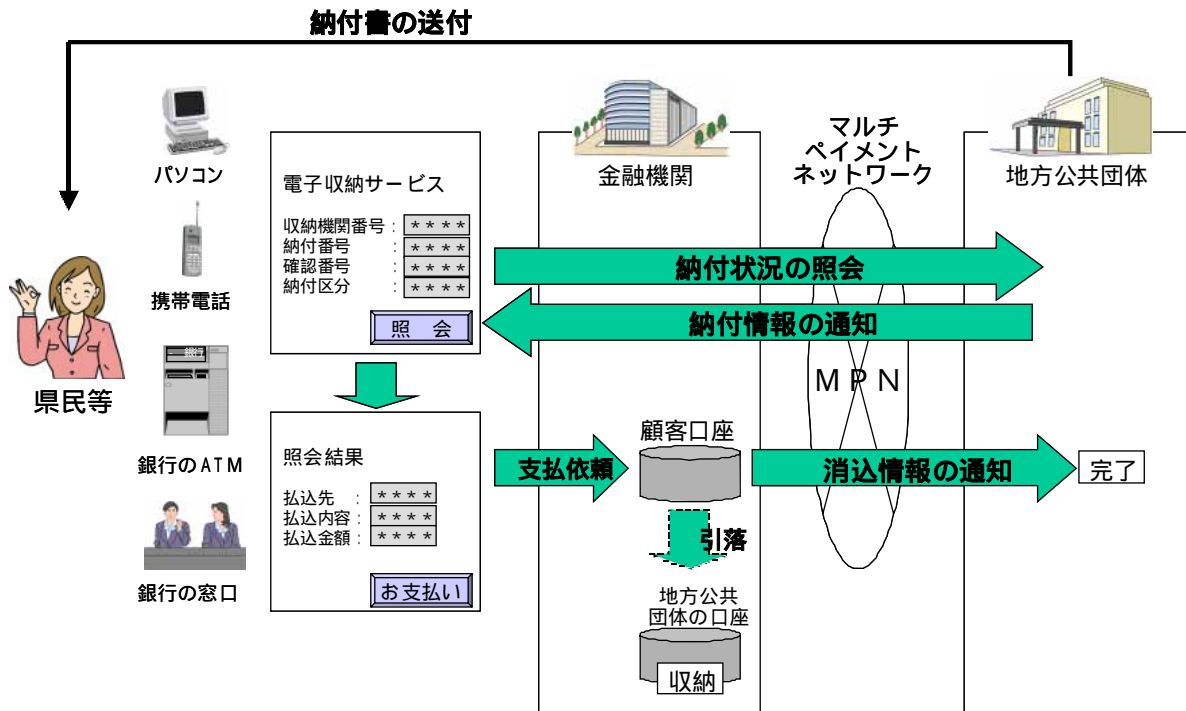 納付書の送付
パソコン
携帯電話
銀行
銀行のATM
銀行の窓口
県民等
電子収納サービス
収納機関番号：＊＊＊＊
納付番号：＊＊＊＊
確認番号：＊＊＊＊
納付区分：＊＊＊＊
照　会
照会結果
払込先：＊＊＊＊
払込内容：＊＊＊＊
払込金額：＊＊＊＊
お支払い
金融機関
マルチ
ペイメント
ネットワーク
地方公共団体
納付状況の照会
納付情報の通知
MPN
支払依頼
顧客口座
消込情報の通知
完了
引落
地方公共
団体の口座
収納